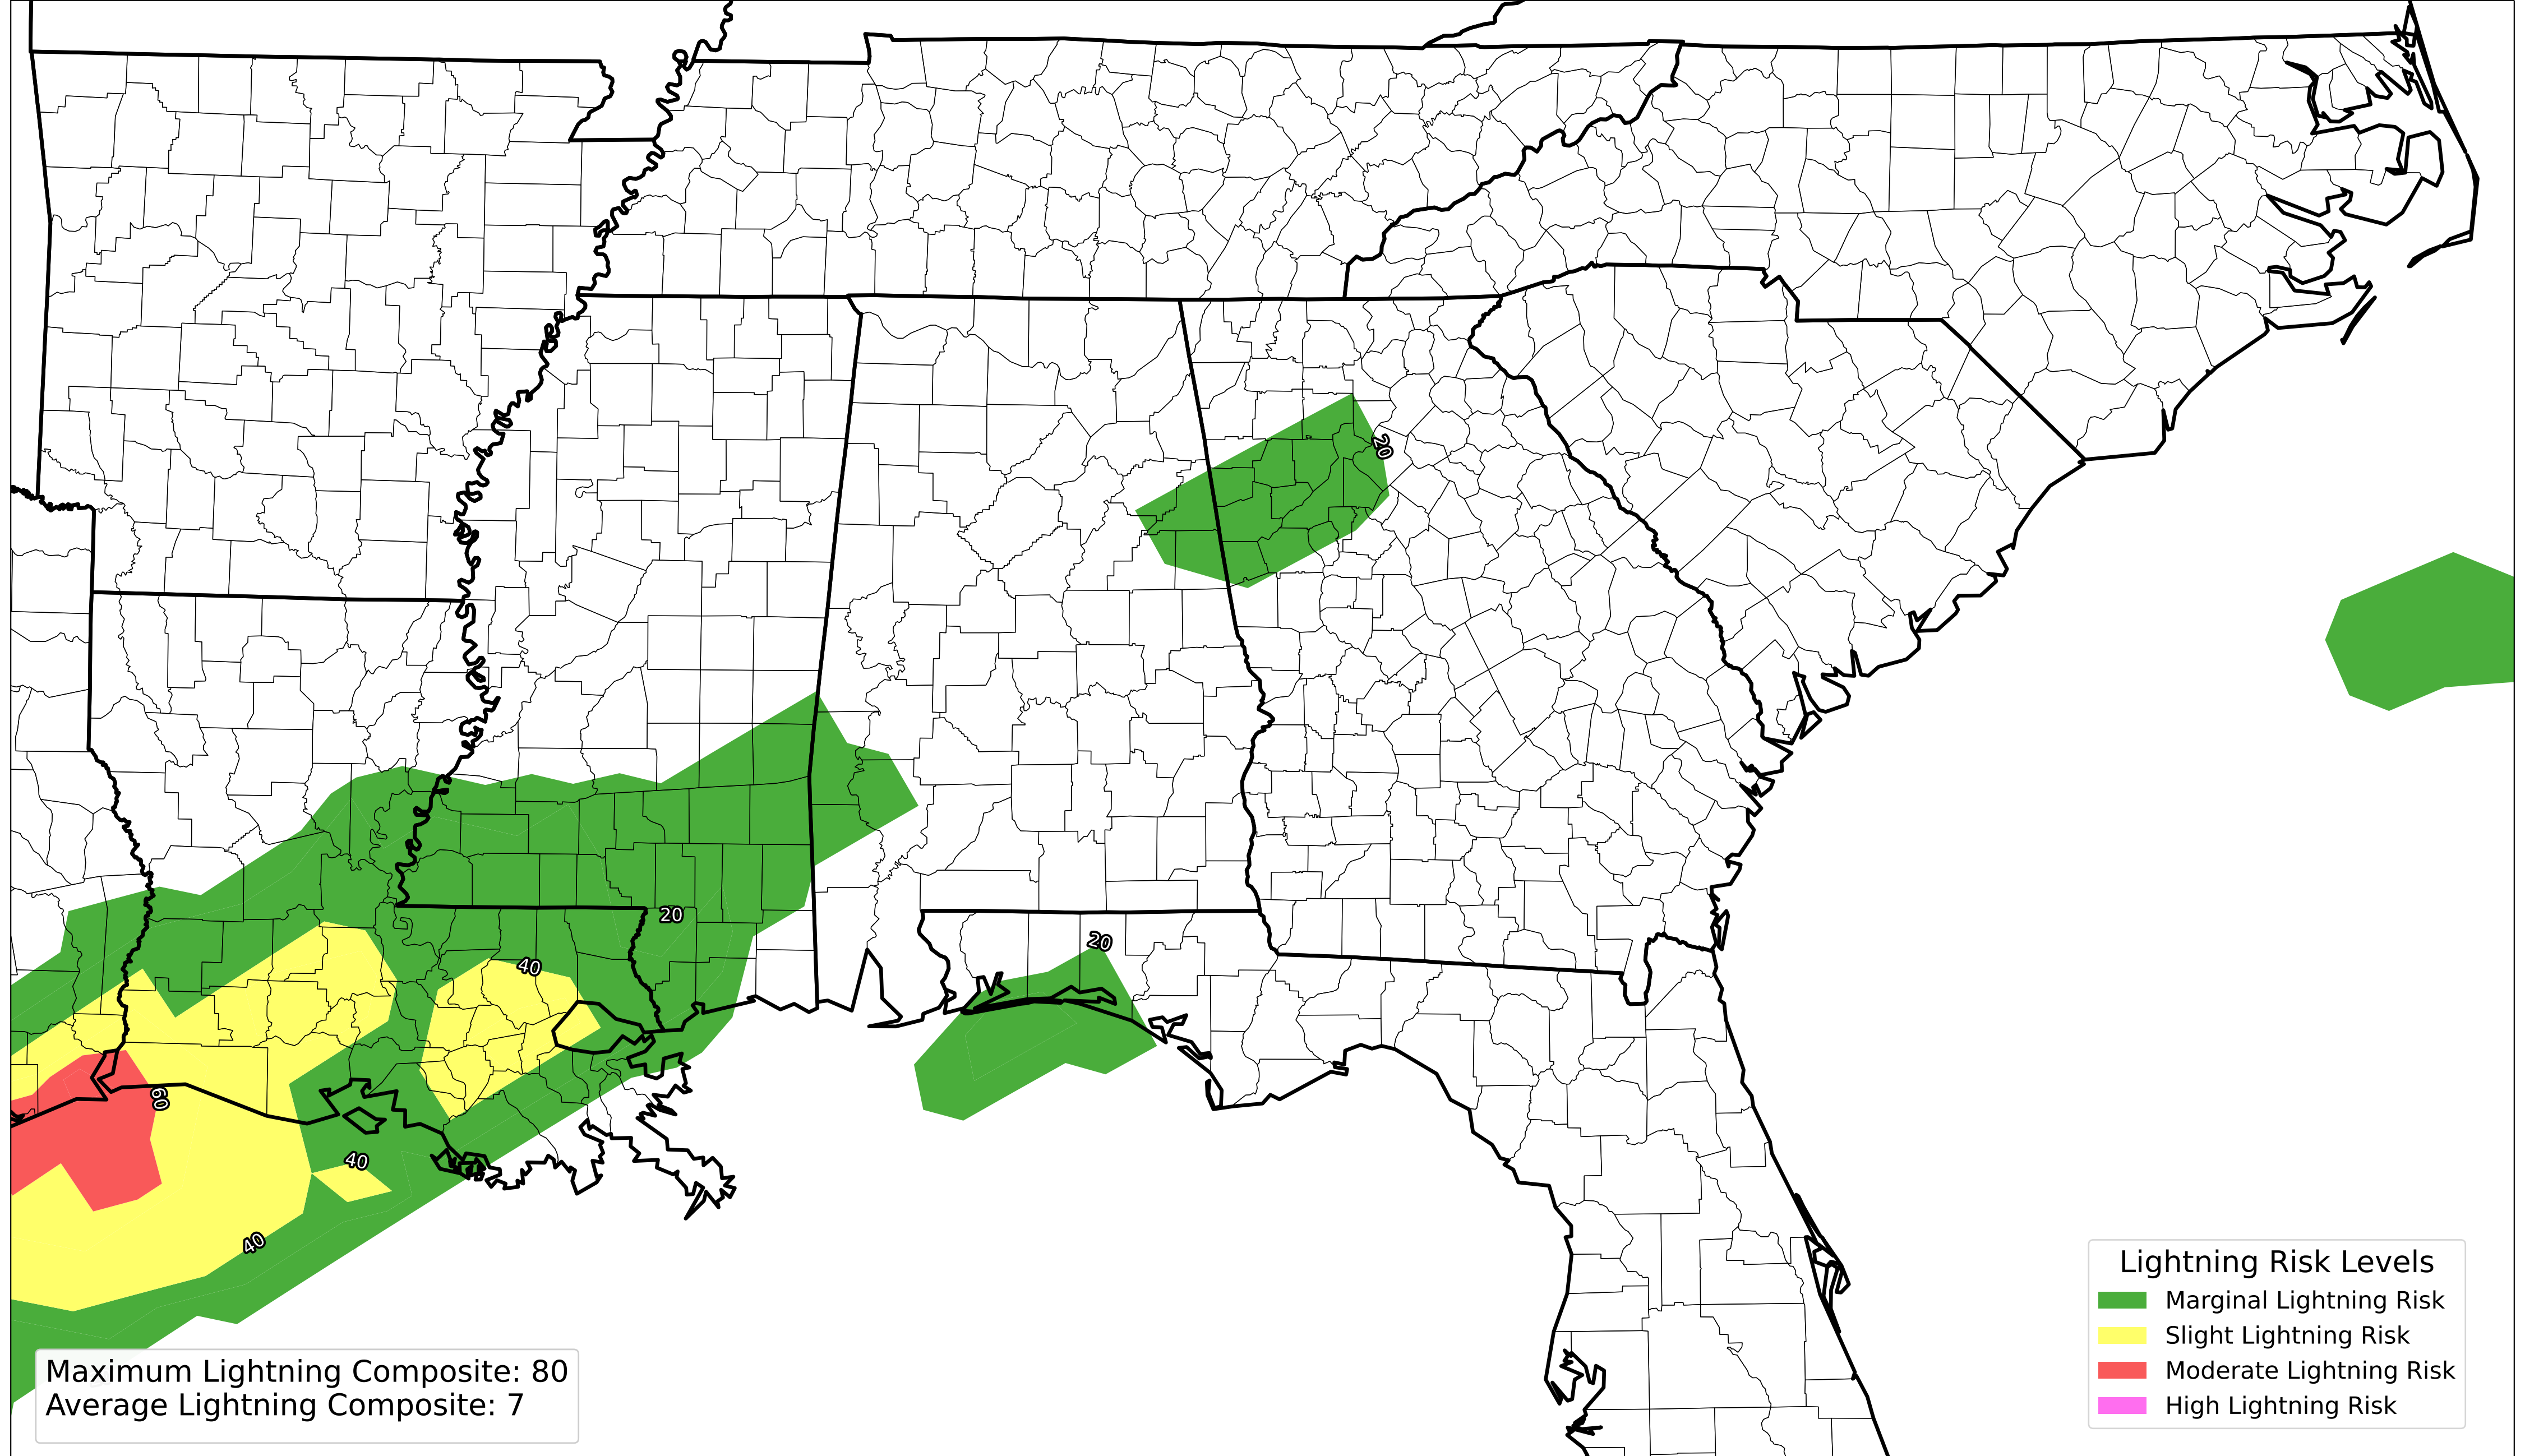 20
20
20
40
60
40
40
Lightning Risk Levels
Marginal Lightning Risk
Slight Lightning Risk
Moderate Lightning Risk
High Lightning Risk
Maximum Lightning Composite: 80
Average Lightning Composite: 7